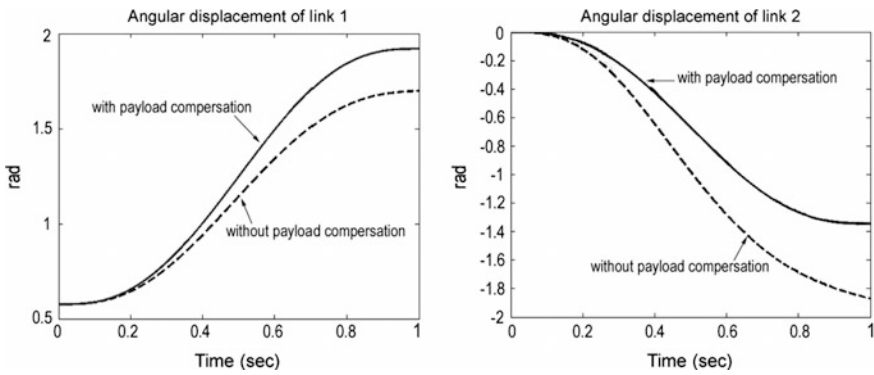 Angular displacement of link 1
2
1.5
1
0.5
rad
with payload compersation
without payload compersation
0
0.2
0.4
0.6
0.8
1
Time (sec)
Angular displacement of link 2
0
-0.2
-0.4
-0.6
-0.8
-1
-1.2
-1.4
-1.6
-1.8
-2
rad
with payload compersation
without payload compersation
0
0.2
0.4
0.6
0.8
1
Time (sec)